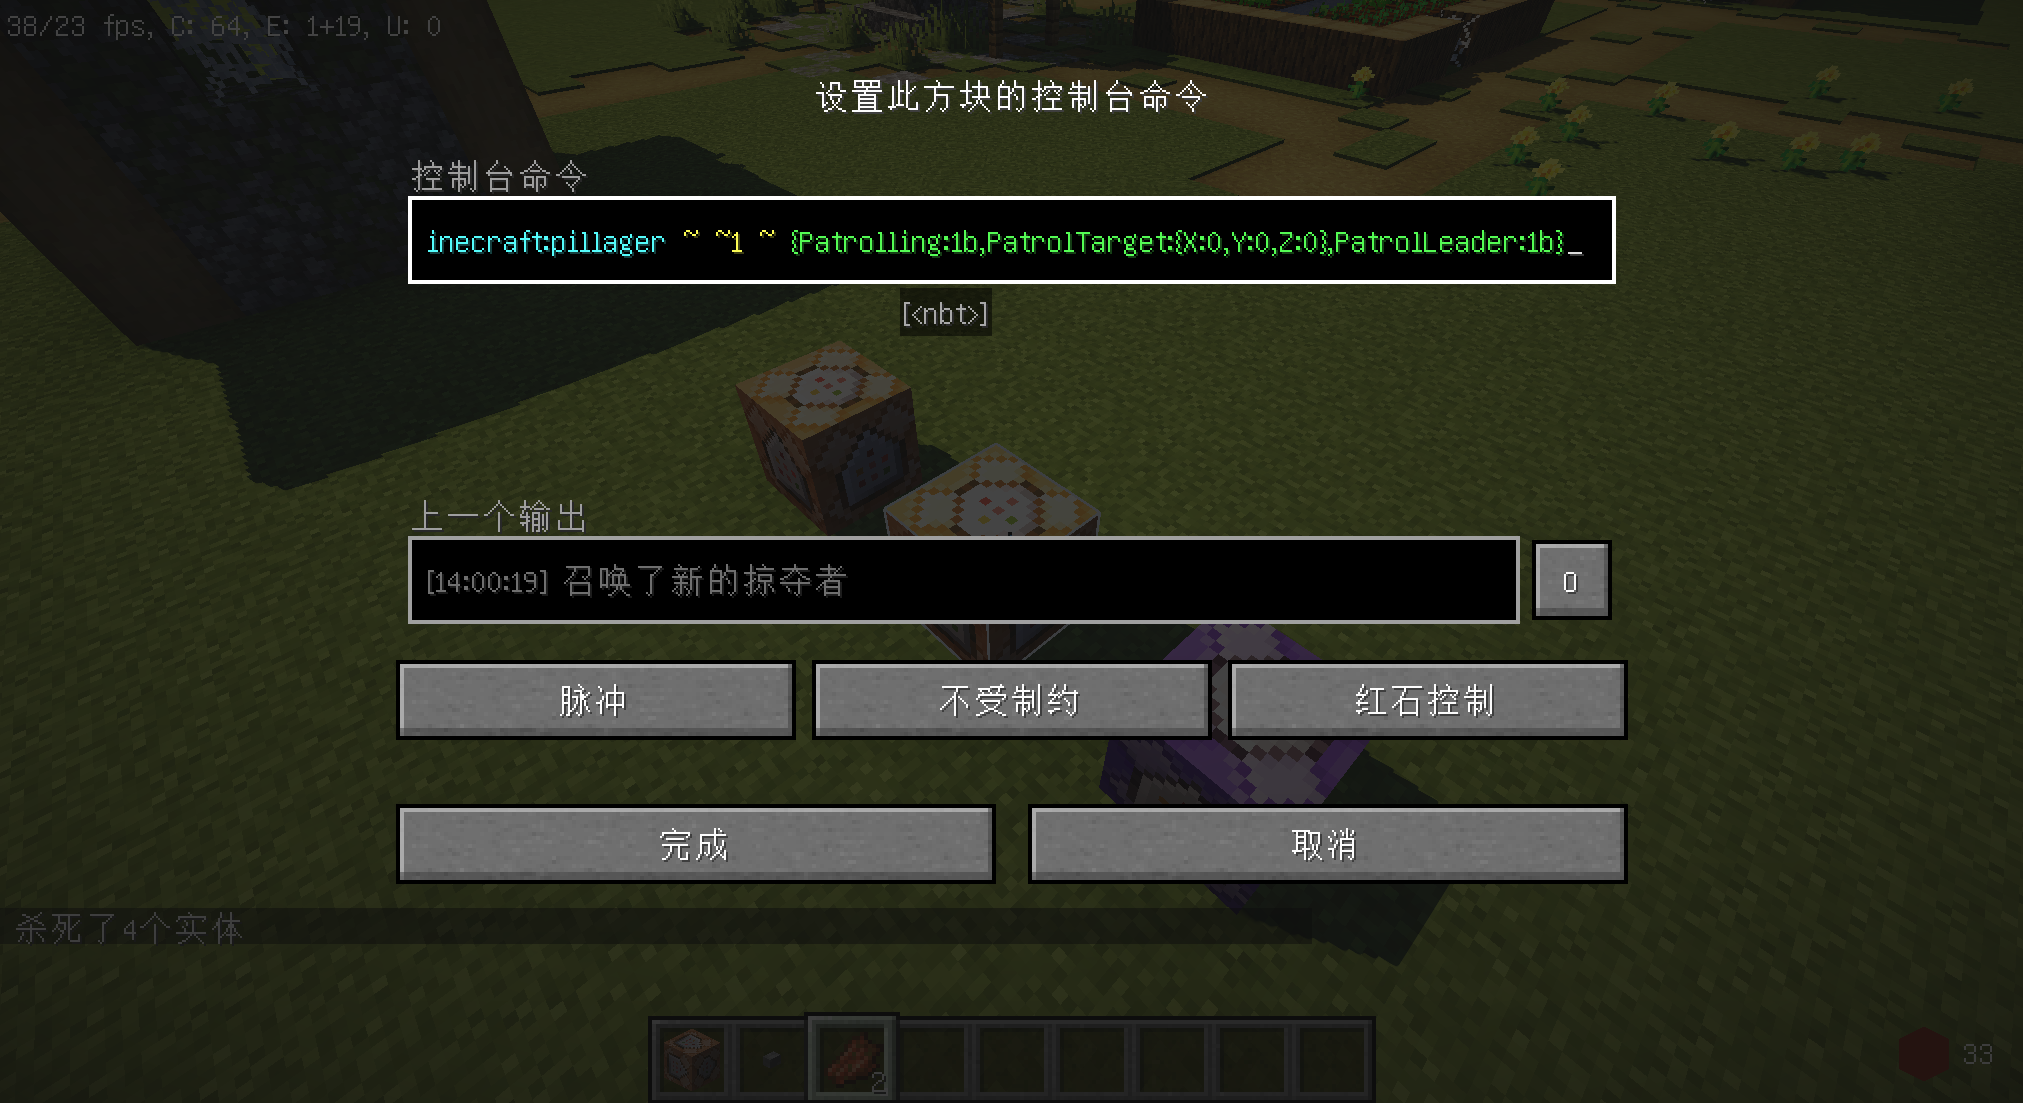 38/23 fps, C: 64, E: 1+19, U: 0
设置此方块的控制台命令
控制台命令
inecraft:pillager ~ ~1 ~ {Patrolling:1b,PatrolTarget:{X:0,Y:0,Z:0},PatrolLeader:1b}_
[<nbt>]
上一个输出
[14:00:19] 召唤了新的掠夺者
O
脉冲
不受制约
红石控制
完成
取消
杀死了4个实体
2
33